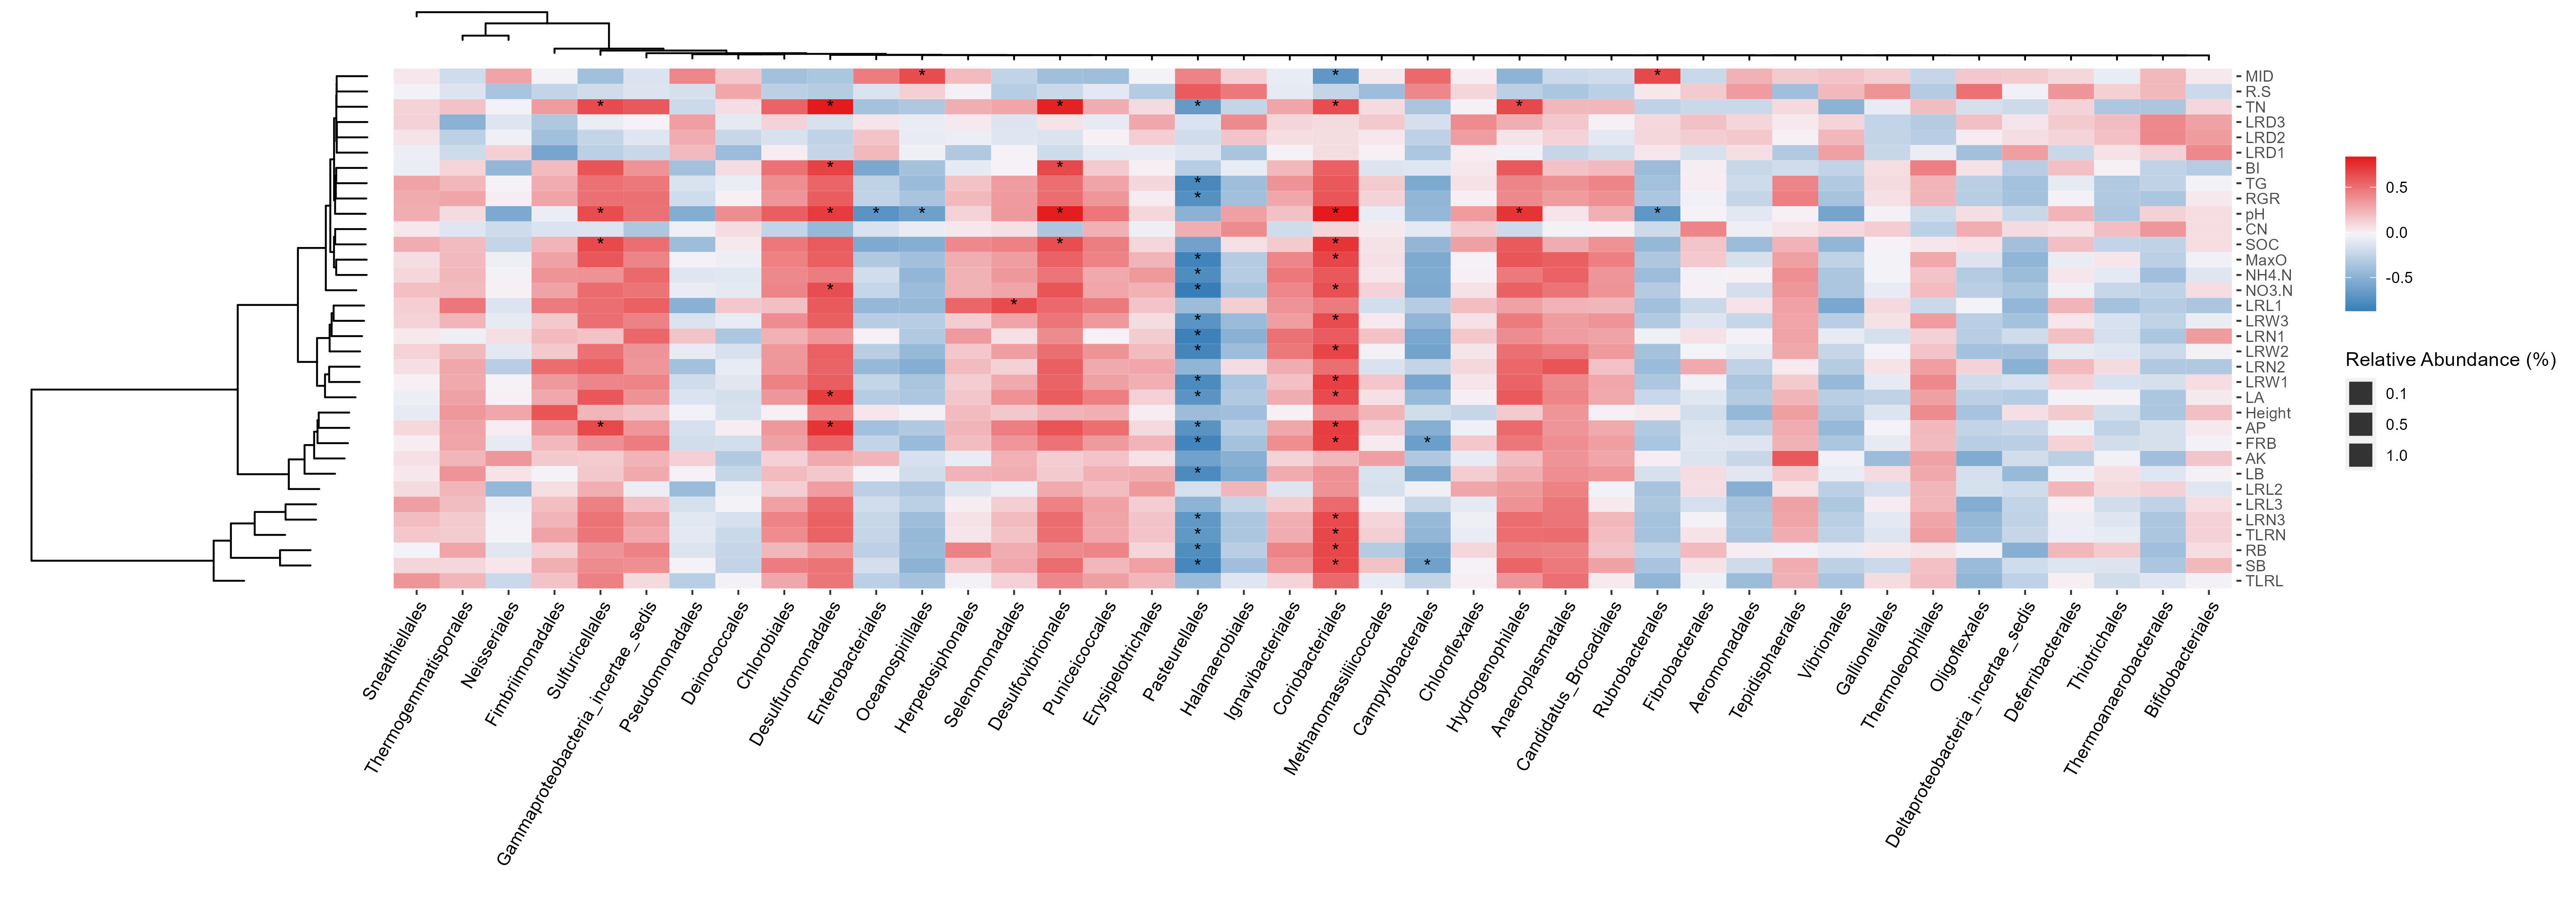 MID
R.S
TN
LRD3
LRD2
LRD1
BI
TG
RGR
pH
CN
SOC
MaxO
NH4.N
NO3.N
LRL1
LRW3
LRN1
LRW2
LRN2
LRW1
LA
Height
AP
FRB
AK
LB
LRL2
LRL3
LRN3
TLRN
RB
SB
TLRL
0.5
0.0
-0.5
Relative Abundance (%)
0.1
0.5
1.0
Sneathiellales
Thermogemmatisporales
Neisseriales
Fimbriimonadales
Sulfuricellales
Gammaproteobacteria_incertae_sedis
Pseudomonadales
Deinococcales
Chlorobiales
Desulfuromonadales
Enterobacteriales
Oceanospirillales
Herpetosiphonales
Selenomonadales
Desulfovibrionales
Puniceicoccales
Erysipelotrichales
Pasteurellales
Halanaerobiales
Ignavibacteriales
Coriobacteriales
Methanomassiliicoccales
Campylobacterales
Chloroflexales
Hydrogenophilales
Anaeroplasmatales
Candidatus_Brocadiales
Rubrobacterales
Fibrobacterales
Aeromonadales
Tepidisphaerales
Vibrionales
Gallionellales
Thermoleophilales
Oligoflexales
Deltaproteobacteria_incertae_sedis
Deferribacterales
Thiotrichales
Thermoanaerobacterales
Bifidobacteriales